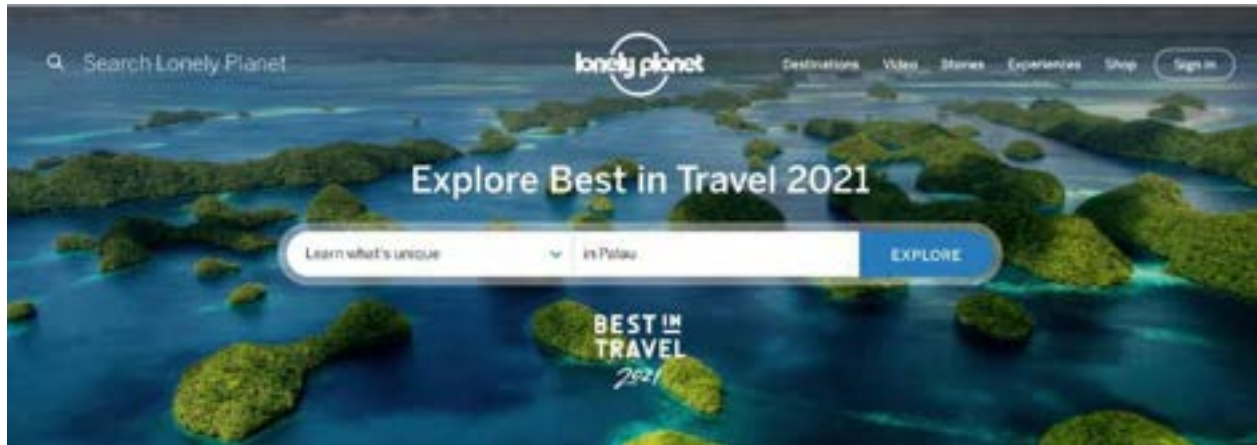 Search Lonely Planet
lonely planet
Destinations Video Stories Experiences Shop Sign in
Explore Best in Travel 2021
Learn what's unique in Palau EXPLORE
BEST IN
TRAVEL
2021